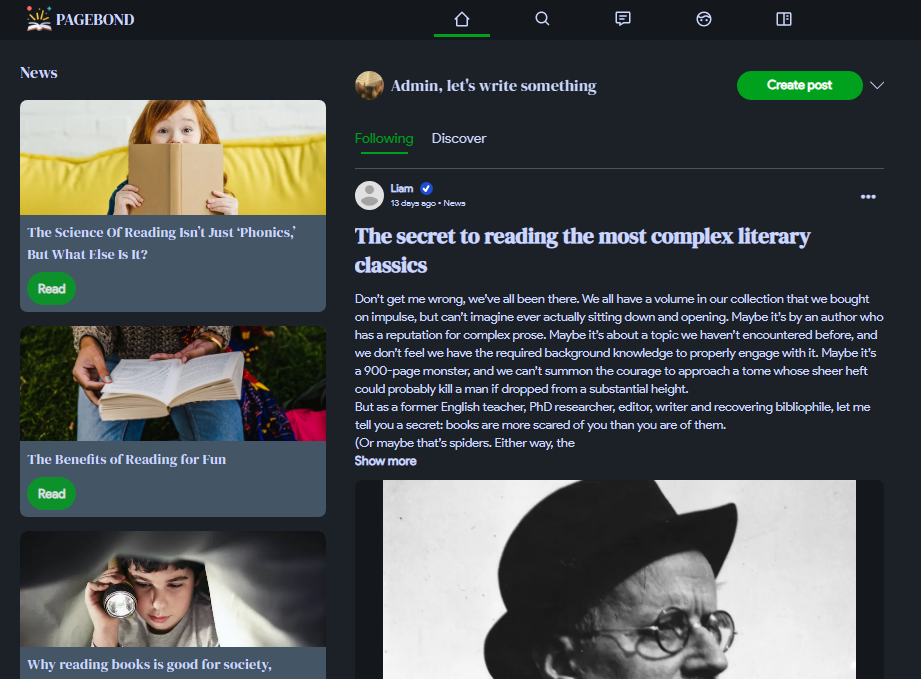 PAGEBOND
News
The Science Of Reading Isn't Just 'Phonics,'
But What Else Is It?
Read
The Benefits of Reading for Fun
Read
Why reading books is good for society,
Admin, let's write something
Create post
Following Discover
Liam
13 days ago • News
The secret to reading the most complex literary
classics
Don't get me wrong, we've all been there. We all have a volume in our collection that we bought
on impulse, but can't imagine ever actually sitting down and opening. Maybe it's by an author who
has a reputation for complex prose. Maybe it's about a topic we haven't encountered before, and
we don't feel we have the required background knowledge to properly engage with it. Maybe it's
a 900-page monster, and we can't summon the courage to approach a tome whose sheer heft
could probably kill a man if dropped from a substantial height.
But as a former English teacher, PhD researcher, editor, writer and recovering bibliophile, let me
tell you a secret: books are more scared of you than you are of them.
(Or maybe that's spiders. Either way, the
Show more